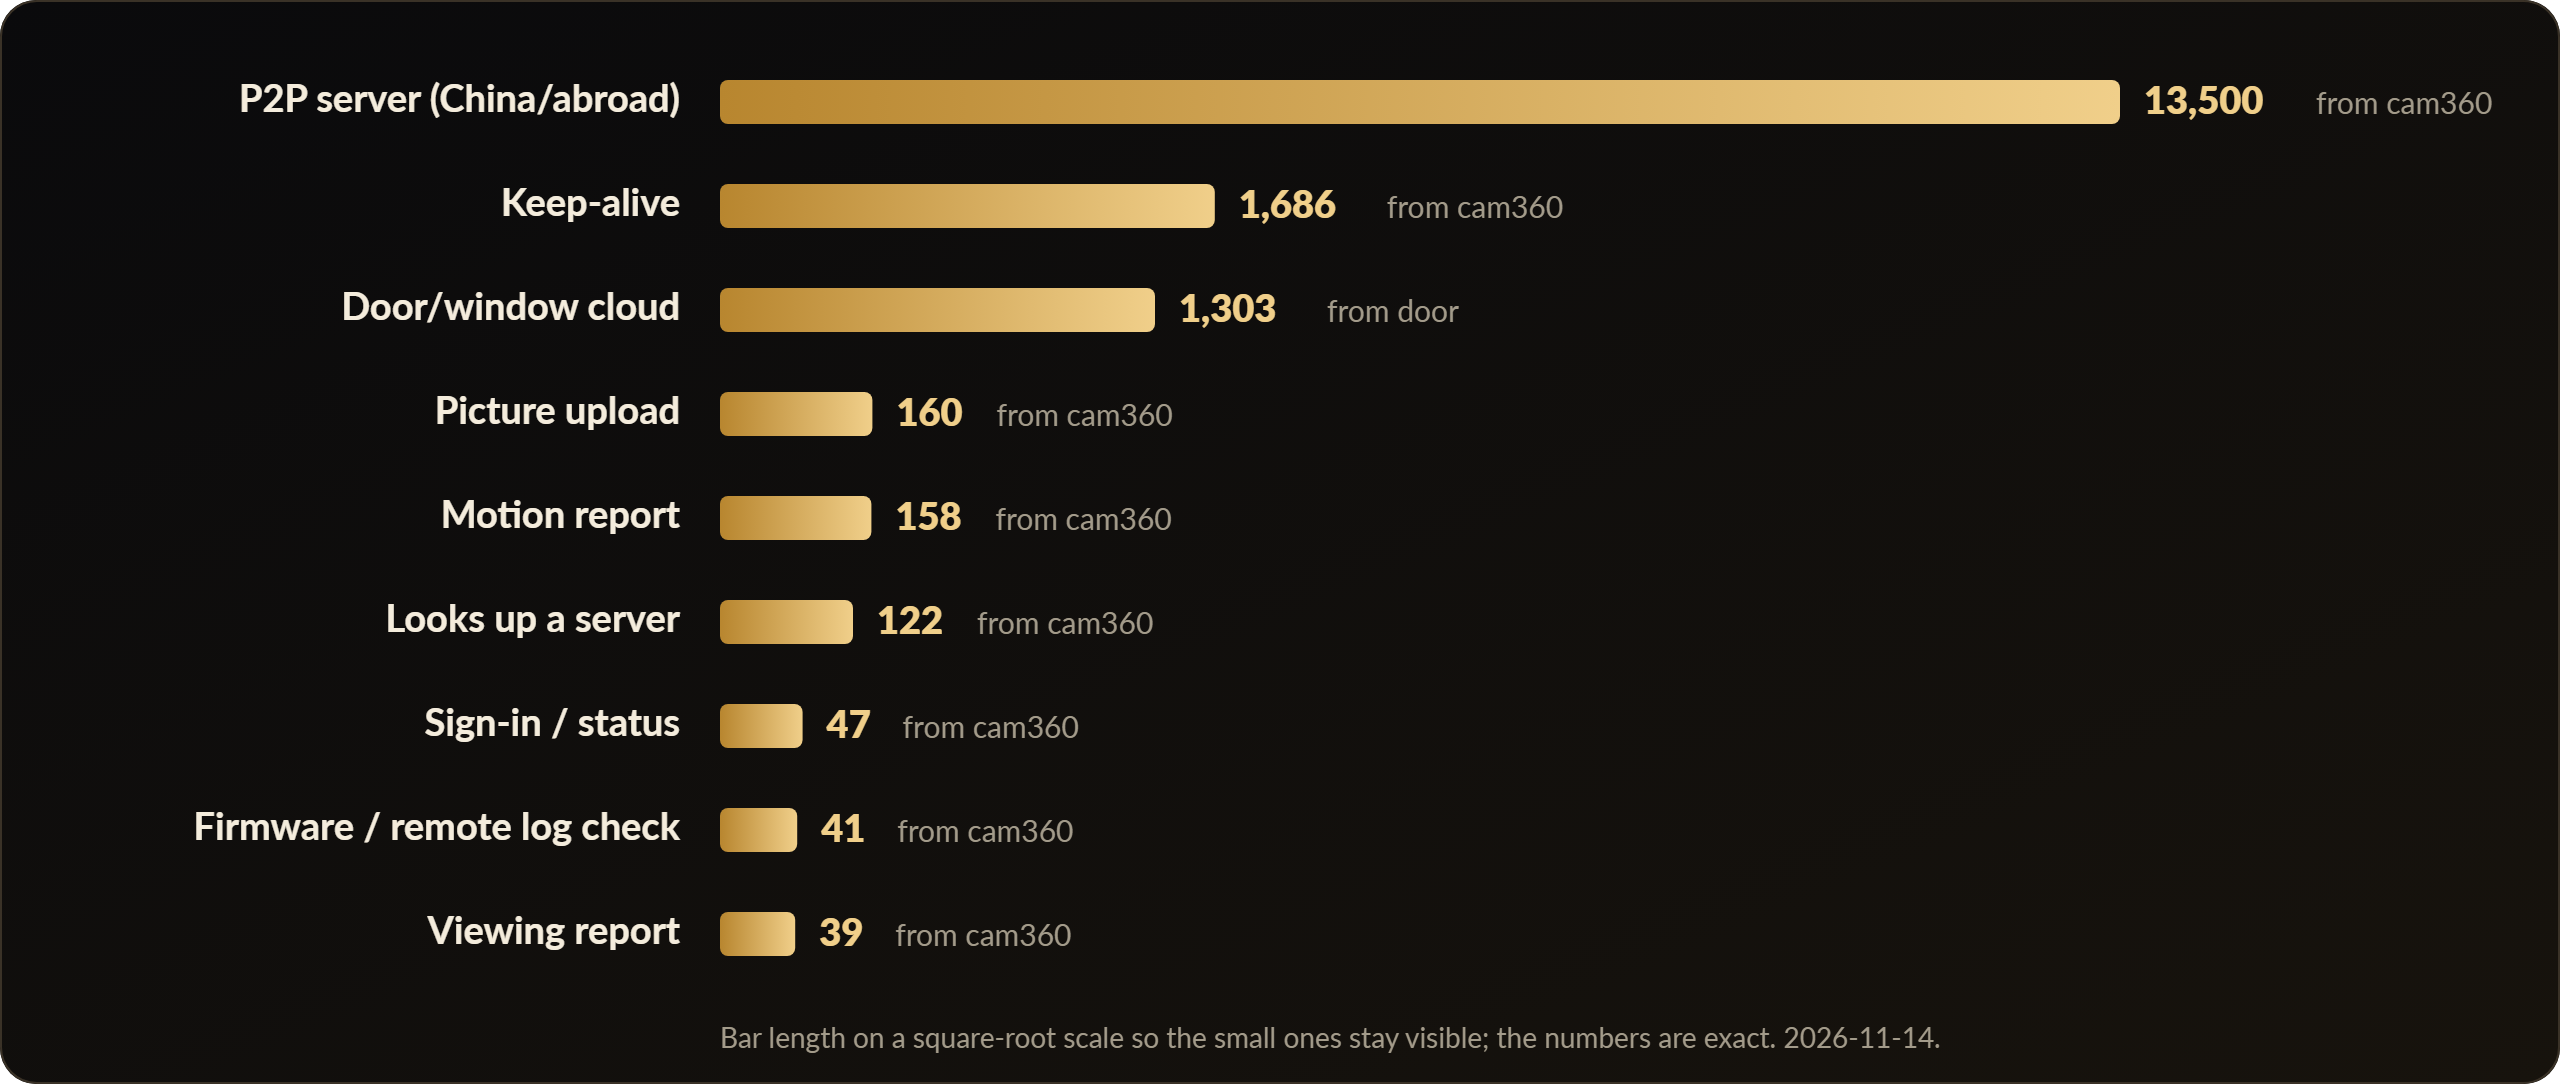 P2P server (China/abroad) 13,500 from cam360
Keep-alive 1,686 from cam360
Door/window cloud 1,303 from door
Picture upload 160 from cam360
Motion report 158 from cam360
Looks up a server 122 from cam360
Sign-in / status 47 from cam360
Firmware / remote log check 41 from cam360
Viewing report 39 from cam360
Bar length on a square-root scale so the small ones stay visible; the numbers are exact. 2026-11-14.